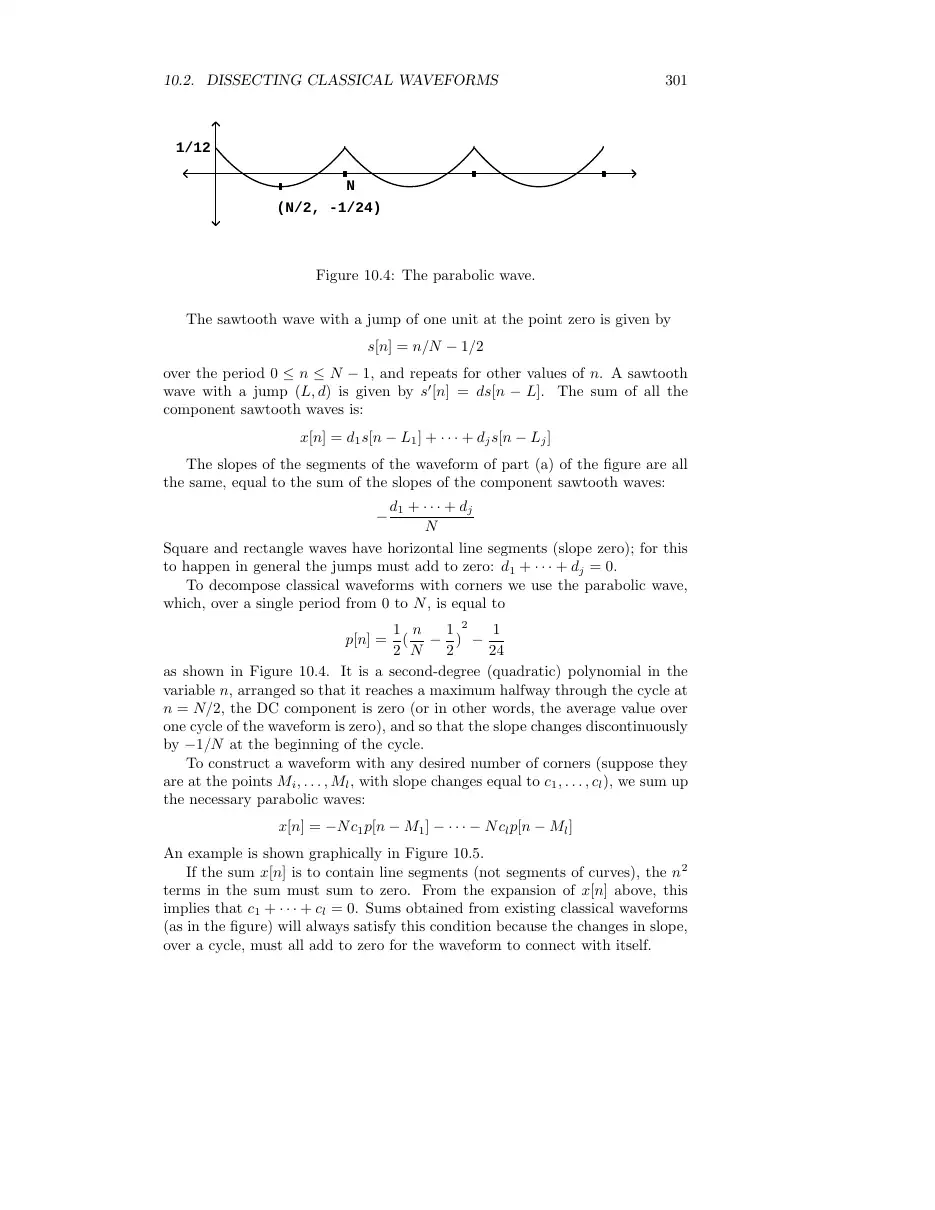 10.2. DISSECTING CLASSICAL WAVEFORMS 301
1/12
N
(N/2, -1/24)
Figure 10.4: The parabolic wave.
The sawtooth wave with a jump of one unit at the point zero is given by
s[n] = n/N − 1/2
over the period 0 ≤ n ≤ N − 1, and repeats for other values of n. A sawtooth
wave with a jump (L, d) is given by s′[n] = ds[n − L]. The sum of all the
component sawtooth waves is:
x[n] = d₁s[n − L₁] + · · · + dⱼs[n − Lⱼ]
The slopes of the segments of the waveform of part (a) of the figure are all
the same, equal to the sum of the slopes of the component sawtooth waves:
− (d₁ + · · · + dⱼ) / N
Square and rectangle waves have horizontal line segments (slope zero); for this
to happen in general the jumps must add to zero: d₁ + · · · + dⱼ = 0.
To decompose classical waveforms with corners we use the parabolic wave,
which, over a single period from 0 to N, is equal to
p[n] = 1/2 (n/N − 1/2)² − 1/24
as shown in Figure 10.4. It is a second-degree (quadratic) polynomial in the
variable n, arranged so that it reaches a maximum halfway through the cycle at
n = N/2, the DC component is zero (or in other words, the average value over
one cycle of the waveform is zero), and so that the slope changes discontinuously
by −1/N at the beginning of the cycle.
To construct a waveform with any desired number of corners (suppose they
are at the points Mᵢ, . . . , Mₗ, with slope changes equal to c₁, . . . , cₗ), we sum up
the necessary parabolic waves:
x[n] = −Nc₁p[n − M₁] − · · · − Ncₗp[n − Mₗ]
An example is shown graphically in Figure 10.5.
If the sum x[n] is to contain line segments (not segments of curves), the n²
terms in the sum must sum to zero. From the expansion of x[n] above, this
implies that c₁ + · · · + cₗ = 0. Sums obtained from existing classical waveforms
(as in the figure) will always satisfy this condition because the changes in slope,
over a cycle, must all add to zero for the waveform to connect with itself.